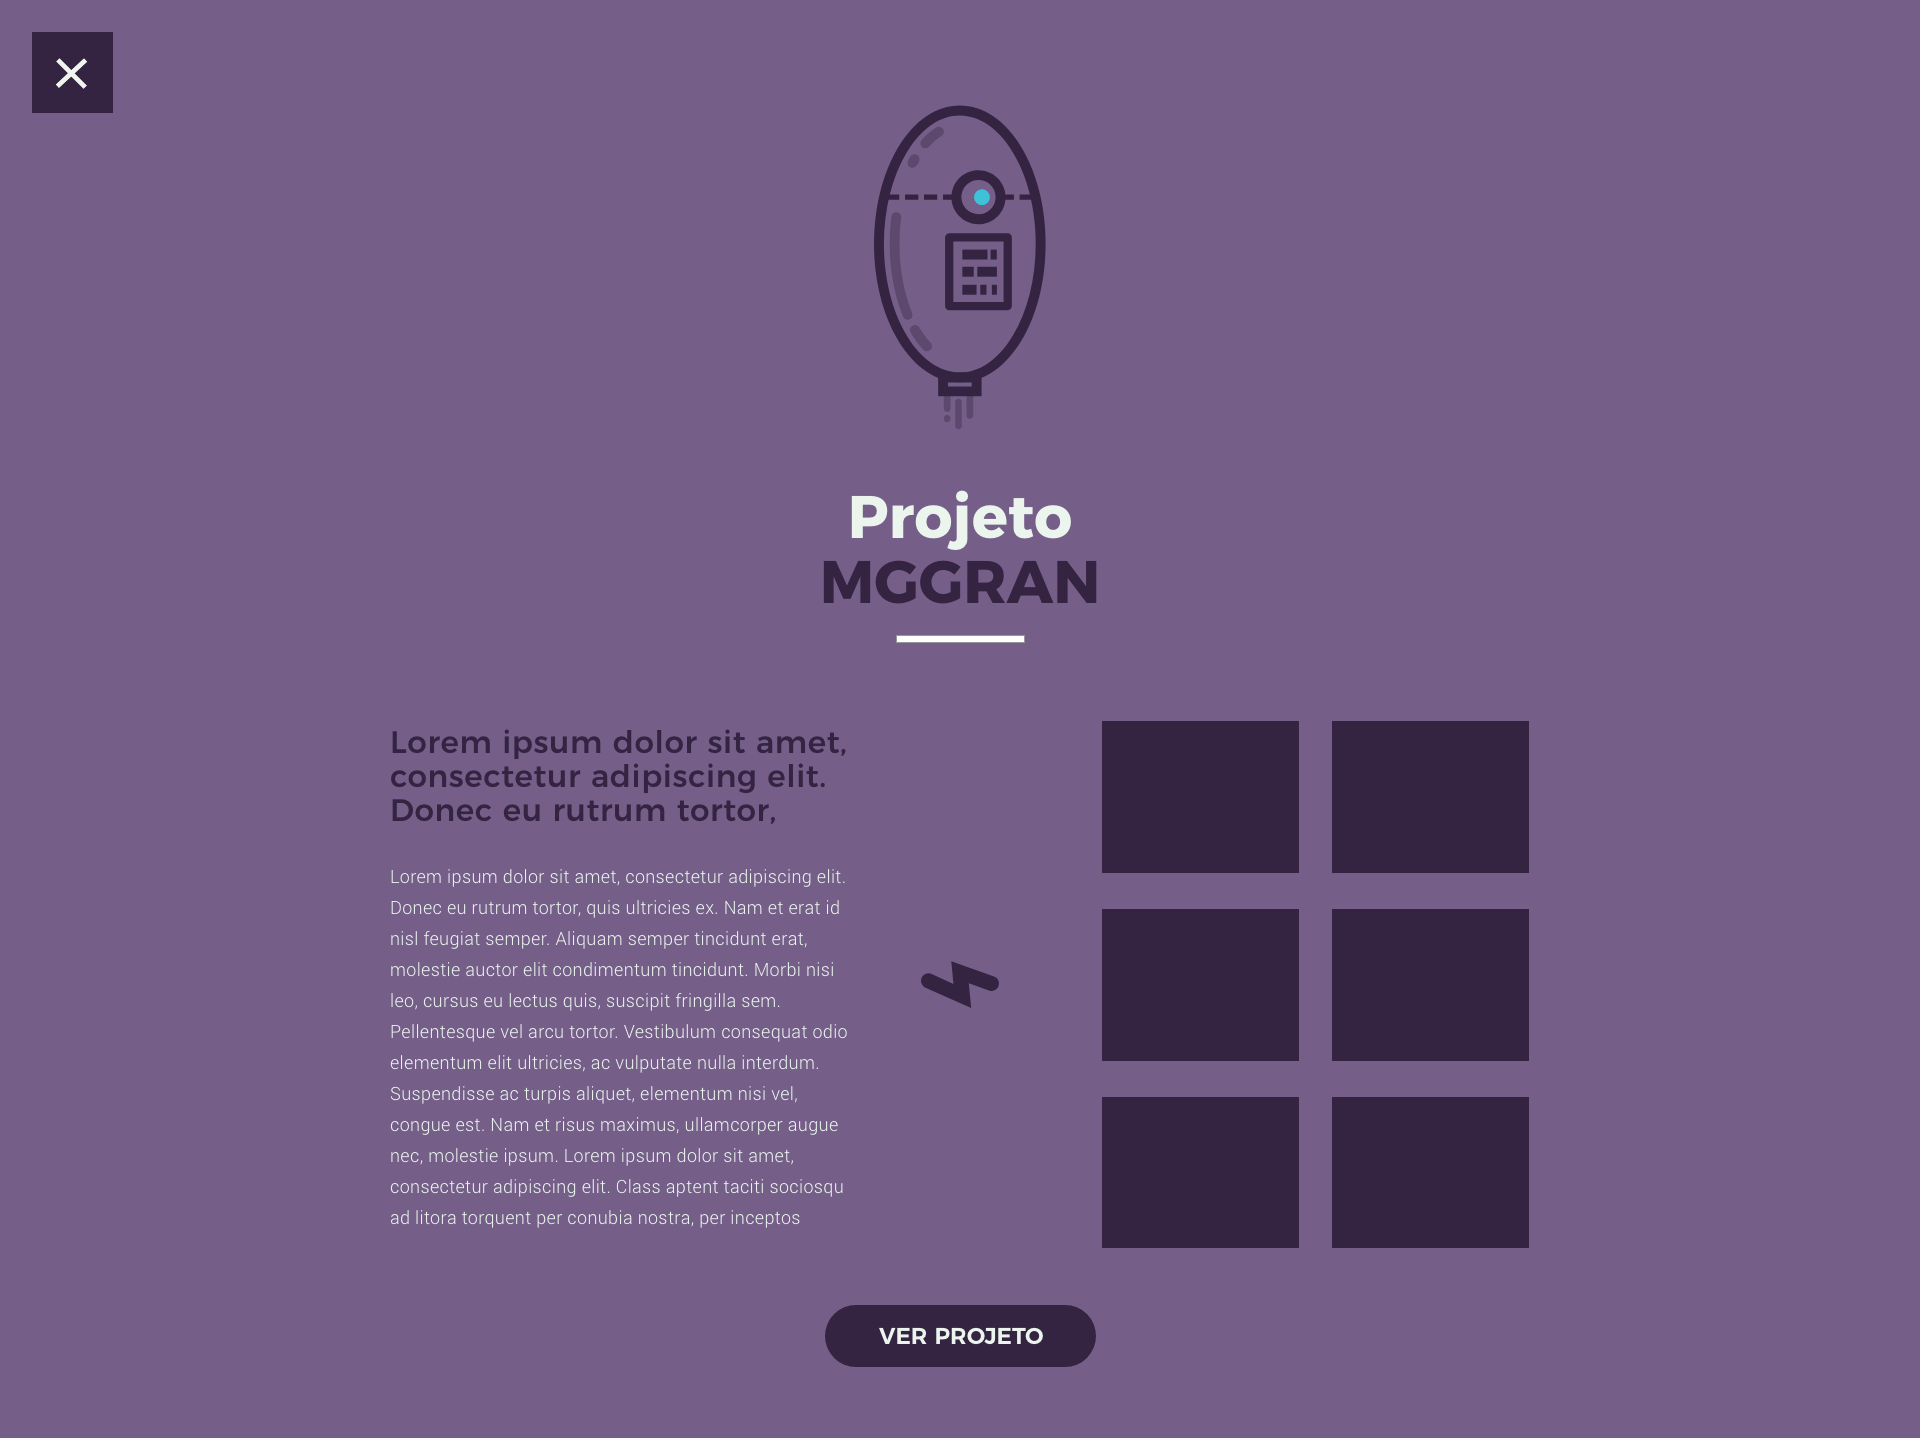 Projeto
MGGRAN
Lorem ipsum dolor sit amet,
consectetur adipiscing elit.
Donec eu rutrum tortor,
Lorem ipsum dolor sit amet, consectetur adipiscing elit.
Donec eu rutrum tortor, quis ultricies ex. Nam et erat id
nisl feugiat semper. Aliquam semper tincidunt erat,
molestie auctor elit condimentum tincidunt. Morbi nisi
leo, cursus eu lectus quis, suscipit fringilla sem.
Pellentesque vel arcu tortor. Vestibulum consequat odio
elementum elit ultricies, ac vulputate nulla interdum.
Suspendisse ac turpis aliquet, elementum nisi vel,
congue est. Nam et risus maximus, ullamcorper augue
nec, molestie ipsum. Lorem ipsum dolor sit amet,
consectetur adipiscing elit. Class aptent taciti sociosqu
ad litora torquent per conubia nostra, per inceptos
VER PROJETO